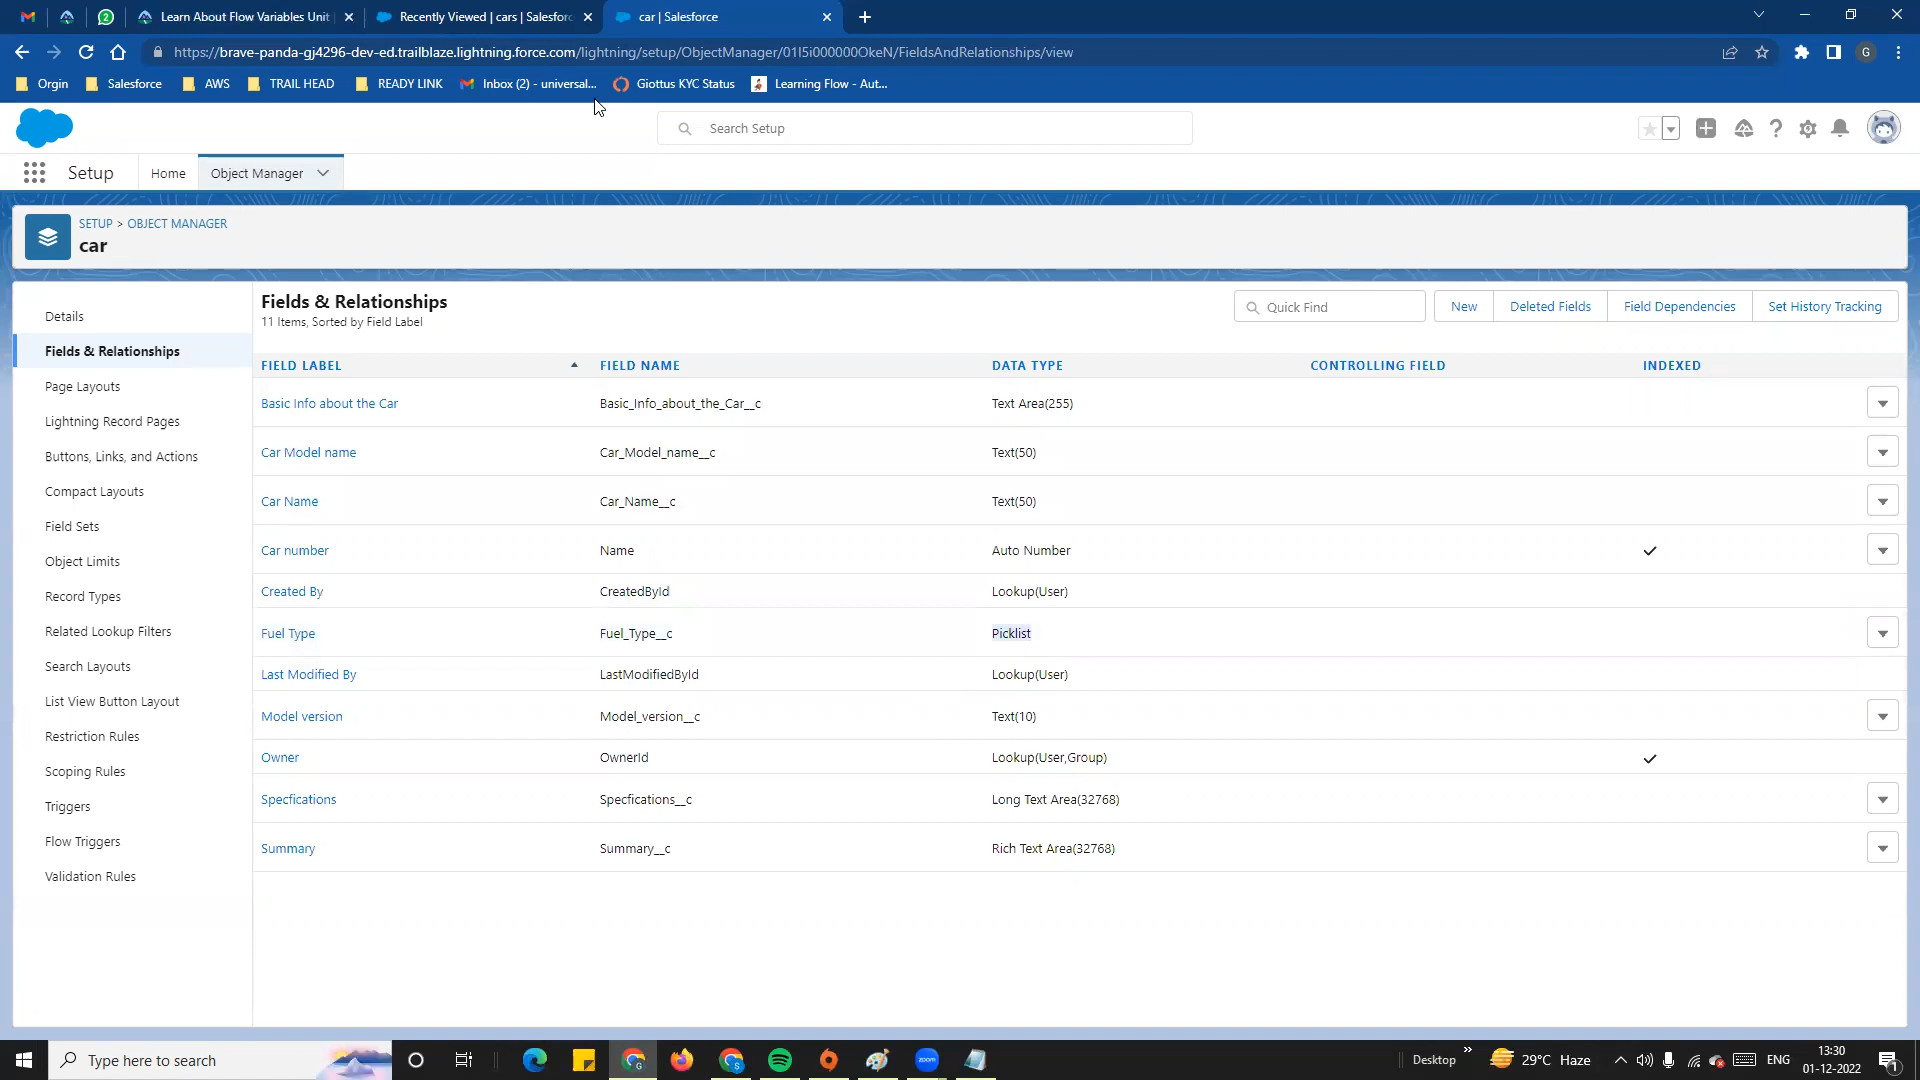 Learn About Flow Variables Unit
Recently Viewed | cars | Salesforc
car | Salesforce
https://brave-panda-gj4296-dev-ed.trailblaze.lightning.force.com/lightning/setup/ObjectManager/01I5i000000OkeN/FieldsAndRelationships/view
G
Orgin
Salesforce
AWS
TRAIL HEAD
READY LINK
Inbox (2) - universal...
Giottus KYC Status
Learning Flow - Aut...
Search Setup
Setup
Home
Object Manager
SETUP > OBJECT MANAGER
car
Details
Fields & Relationships
Page Layouts
Lightning Record Pages
Buttons, Links, and Actions
Compact Layouts
Field Sets
Object Limits
Record Types
Related Lookup Filters
Search Layouts
List View Button Layout
Restriction Rules
Scoping Rules
Triggers
Flow Triggers
Validation Rules
Fields & Relationships
11 Items, Sorted by Field Label
Quick Find
New
Deleted Fields
Field Dependencies
Set History Tracking
FIELD LABEL FIELD NAME DATA TYPE CONTROLLING FIELD INDEXED
Basic Info about the Car Basic_Info_about_the_Car__c Text Area(255)
Car Model name Car_Model_name__c Text(50)
Car Name Car_Name__c Text(50)
Car number Name Auto Number
Created By CreatedById Lookup(User)
Fuel Type Fuel_Type__c Picklist
Last Modified By LastModifiedById Lookup(User)
Model version Model_version__c Text(10)
Owner OwnerId Lookup(User,Group)
Specfications Specfications__c Long Text Area(32768)
Summary Summary__c Rich Text Area(32768)
Type here to search
zoom
Desktop
29°C Haze
ENG
13:30
01-12-2022
1